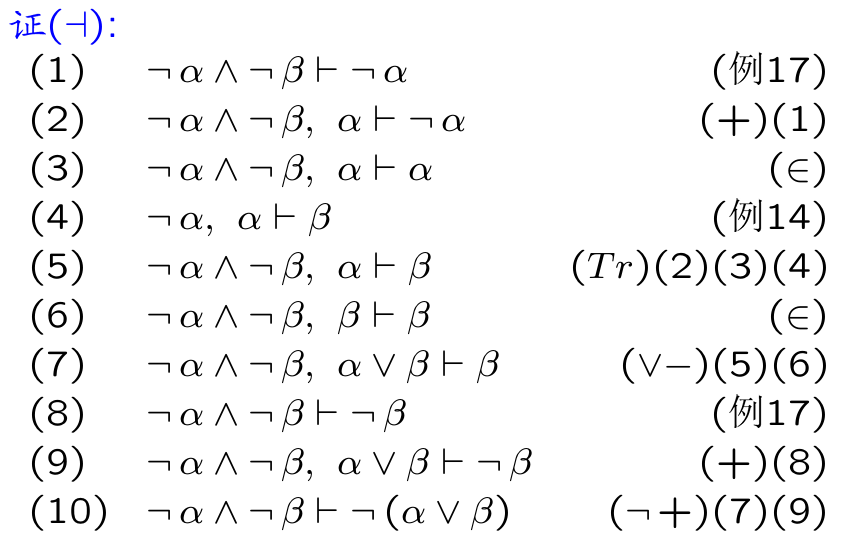 证(⊣):
(1) ¬α∧¬β⊢¬α (例17)
(2) ¬α∧¬β, α⊢¬α (+)(1)
(3) ¬α∧¬β, α⊢α (∈)
(4) ¬α, α⊢β (例14)
(5) ¬α∧¬β, α⊢β (Tr)(2)(3)(4)
(6) ¬α∧¬β, β⊢β (∈)
(7) ¬α∧¬β, α∨β⊢β (∨−)(5)(6)
(8) ¬α∧¬β⊢¬β (例17)
(9) ¬α∧¬β, α∨β⊢¬β (+)(8)
(10) ¬α∧¬β⊢¬(α∨β) (¬+)(7)(9)